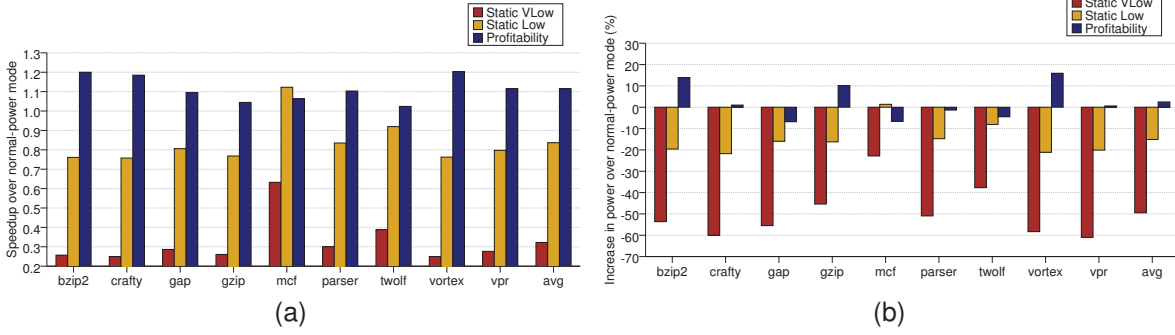 Static VLow
Static Low
Profitability
Speedup over normal-power mode
1.3
1.2
1.1
1.0
0.9
0.8
0.7
0.6
0.5
0.4
0.3
0.2
bzip2 crafty gap gzip mcf parser twolf vortex vpr avg
(a)
Static VLow
Static Low
Profitability
Increase in power over normal-power mode (%)
30
20
10
0
-10
-20
-30
-40
-50
-60
-70
bzip2 crafty gap gzip mcf parser twolf vortex vpr avg
(b)